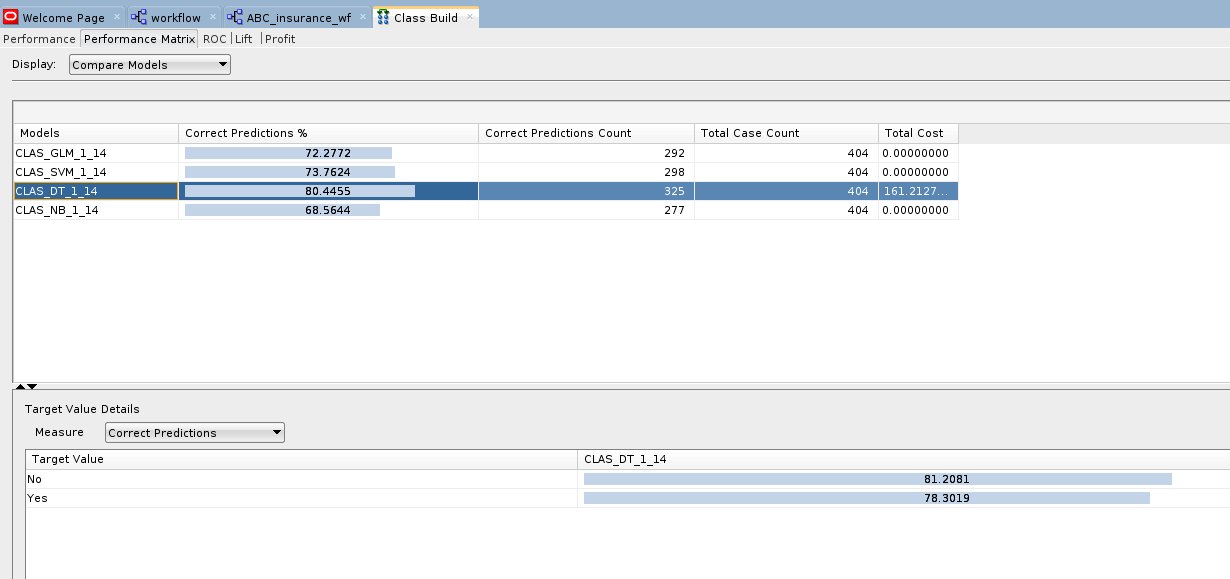 Welcome Page workflow ABC_insurance_wf Class Build
Performance Performance Matrix ROC Lift Profit
Display: Compare Models
Models Correct Predictions % Correct Predictions Count Total Case Count Total Cost
CLAS_GLM_1_14 72.2772 292 404 0.00000000
CLAS_SVM_1_14 73.7624 298 404 0.00000000
CLAS_DT_1_14 80.4455 325 404 161.2127...
CLAS_NB_1_14 68.5644 277 404 0.00000000
Target Value Details
Measure Correct Predictions
Target Value CLAS_DT_1_14
No 81.2081
Yes 78.3019